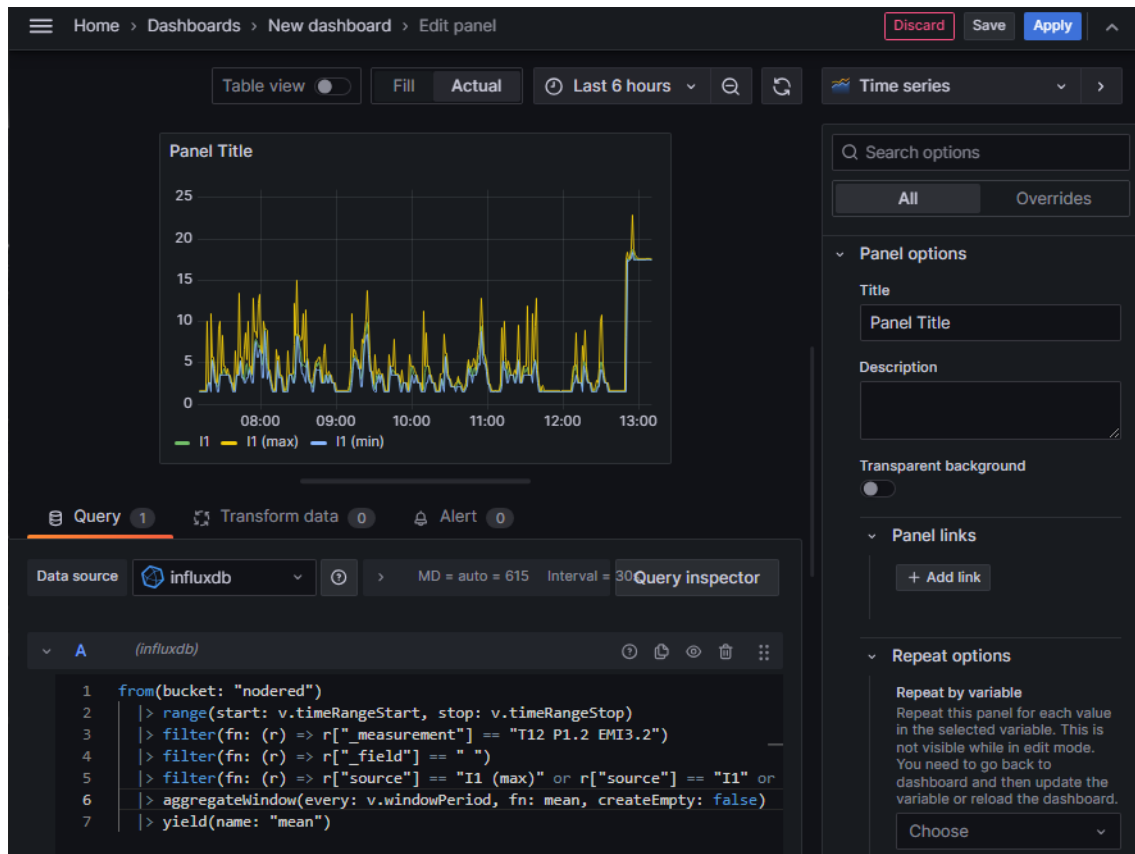 Home › Dashboards › New dashboard › Edit panel
Discard Save Apply
Table view Fill Actual Last 6 hours
Time series
Panel Title
25
20
15
10
5
0
08:00 09:00 10:00 11:00 12:00 13:00
I1 I1 (max) I1 (min)
Search options
All Overrides
Panel options
Title
Panel Title
Description
Transparent background
Panel links
+ Add link
Repeat options
Repeat by variable
Repeat this panel for each value
in the selected variable. This is
not visible while in edit mode.
You need to go back to
dashboard and then update the
variable or reload the dashboard.
Choose
Query 1 Transform data 0 Alert 0
Data source influxdb MD = auto = 615 Interval = 30s Query inspector
A (influxdb)
1 from(bucket: "nodered")
2 |> range(start: v.timeRangeStart, stop: v.timeRangeStop)
3 |> filter(fn: (r) => r["_measurement"] == "T12 P1.2 EMI3.2")
4 |> filter(fn: (r) => r["_field"] == " ")
5 |> filter(fn: (r) => r["source"] == "I1 (max)" or r["source"] == "I1" or
6 |> aggregateWindow(every: v.windowPeriod, fn: mean, createEmpty: false)
7 |> yield(name: "mean")